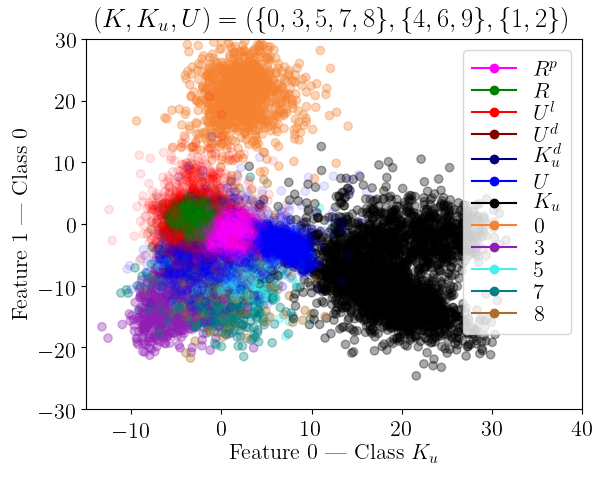 (K, K_u, U) = ({0, 3, 5, 7, 8}, {4, 6, 9}, {1, 2})
30
20
10
0
−10
−20
−30
Feature 1 — Class 0
R^p
R
U^l
U^d
K_u^d
U
K_u
0
3
5
7
8
−10
0
10
20
30
40
Feature 0 — Class K_u